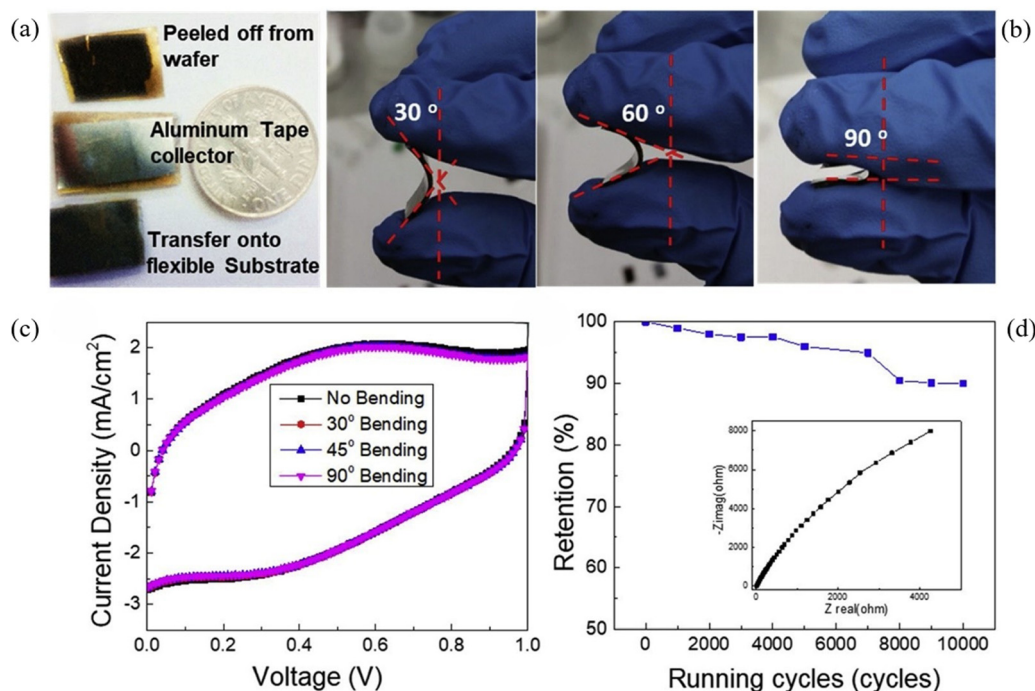 (a)
Peeled off from
wafer
Aluminum Tape
collector
Transfer onto
flexible Substrate
ONE DIME
30 °
60 °
90 °
(b)
(c)
Current Density (mA/cm²)
2
1
0
-1
-2
-3
No Bending
30° Bending
45° Bending
90° Bending
0.0 0.2 0.4 0.6 0.8 1.0
Voltage (V)
(d)
Retention (%)
100
90
80
70
60
50
-Zimag(ohm)
8000
6000
4000
2000
0
0 2000 4000
Z real(ohm)
0 2000 4000 6000 8000 10000
Running cycles (cycles)